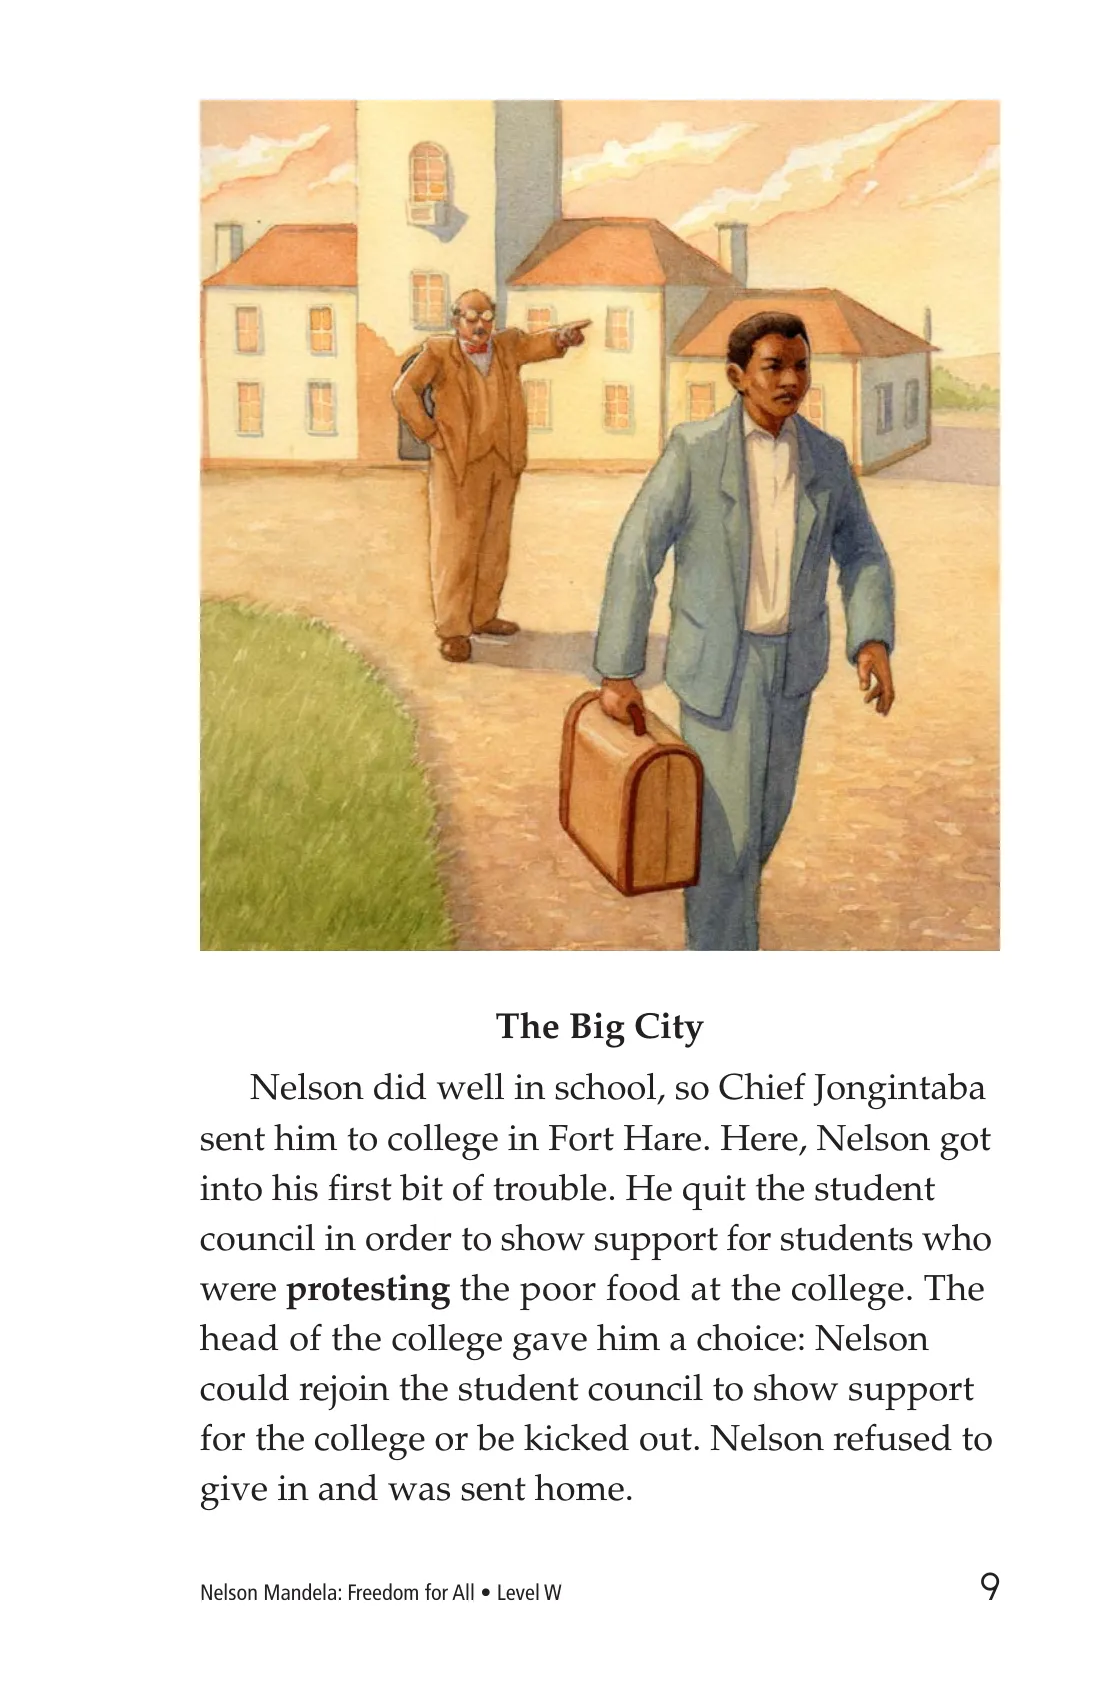 The Big City
Nelson did well in school, so Chief Jongintaba
sent him to college in Fort Hare. Here, Nelson got
into his first bit of trouble. He quit the student
council in order to show support for students who
were protesting the poor food at the college. The
head of the college gave him a choice: Nelson
could rejoin the student council to show support
for the college or be kicked out. Nelson refused to
give in and was sent home.
Nelson Mandela: Freedom for All • Level W
9